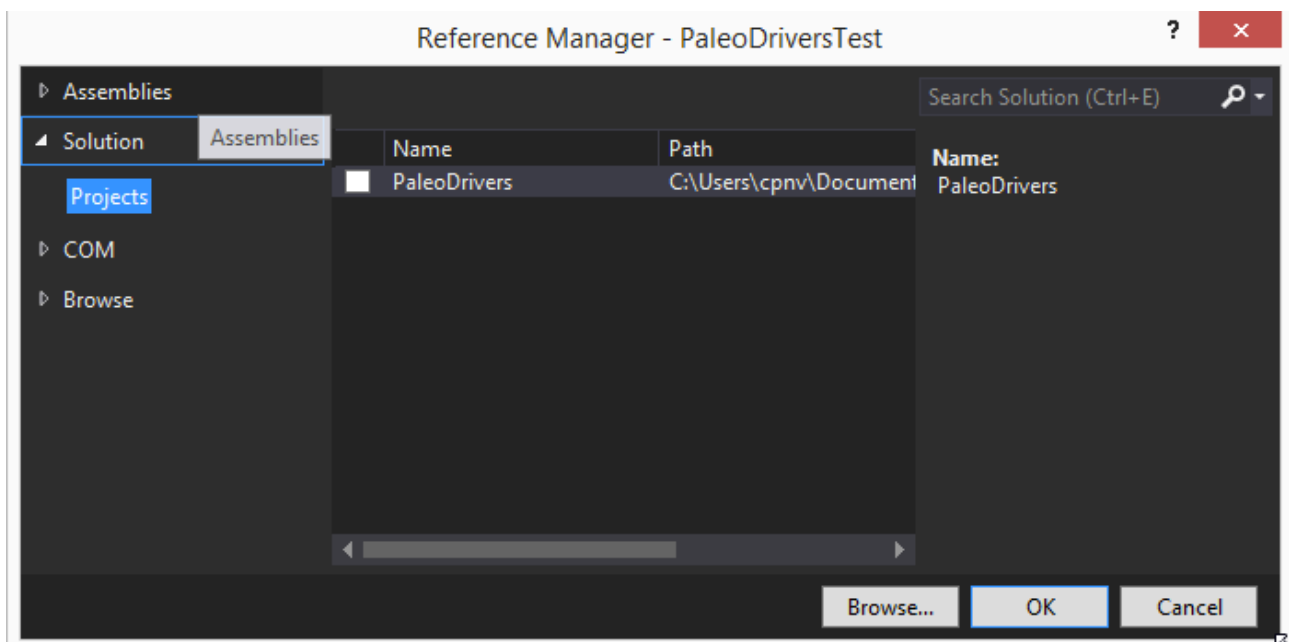 Reference Manager - PaleoDriversTest ?
Assemblies
Search Solution (Ctrl+E)
Solution
Assemblies
Name Path
Name:
PaleoDrivers C:\Users\cpnv\Document
PaleoDrivers
Projects
COM
Browse
Browse... OK Cancel